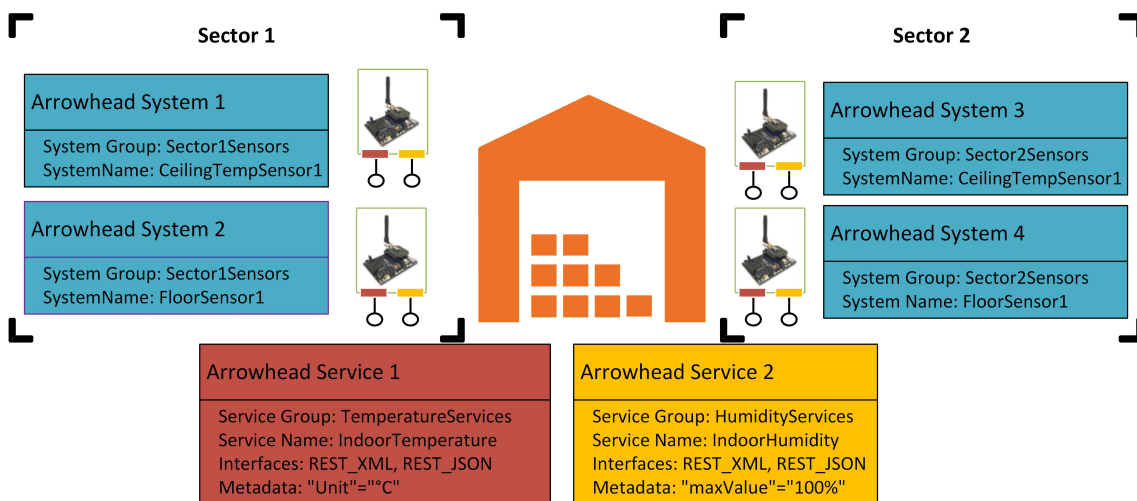 Sector 1
Arrowhead System 1
System Group: Sector1Sensors
SystemName: CeilingTempSensor1
Arrowhead System 2
System Group: Sector1Sensors
SystemName: FloorSensor1
Sector 2
Arrowhead System 3
System Group: Sector2Sensors
SystemName: CeilingTempSensor1
Arrowhead System 4
System Group: Sector2Sensors
System Name: FloorSensor1
Arrowhead Service 1
Service Group: TemperatureServices
Service Name: IndoorTemperature
Interfaces: REST_XML, REST_JSON
Metadata: "Unit"="°C"
Arrowhead Service 2
Service Group: HumidityServices
Service Name: IndoorHumidity
Interfaces: REST_XML, REST_JSON
Metadata: "maxValue"="100%"